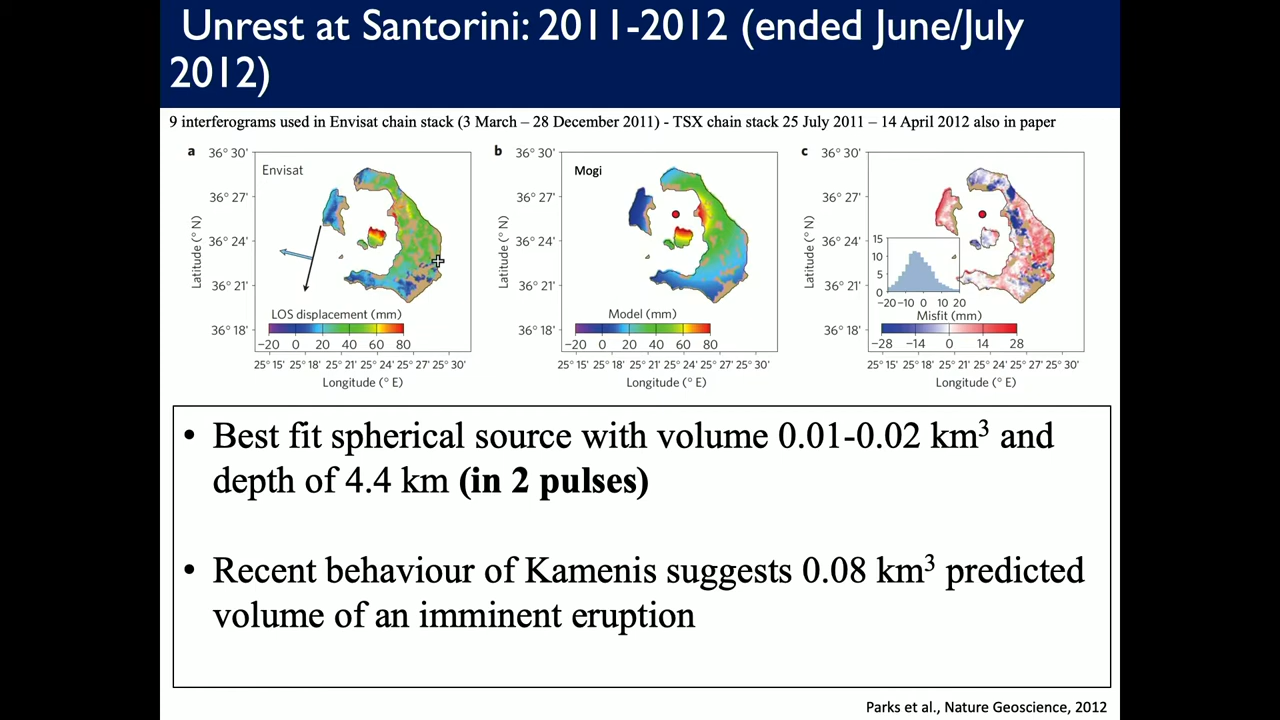 Unrest at Santorini: 2011-2012 (ended June/July
2012)
9 interferograms used in Envisat chain stack (3 March – 28 December 2011) - TSX chain stack 25 July 2011 – 14 April 2012 also in paper
a
36° 30'
36° 27'
36° 24'
36° 21'
36° 18'
Latitude (° N)
Envisat
LOS displacement (mm)
−20 0 20 40 80
25° 15' 25° 18' 25° 21' 25° 24' 25° 27' 25° 30'
Longitude (° E)
b
36° 30'
36° 27'
36° 24'
36° 21'
36° 18'
Latitude (° N)
Mogi
Model (mm)
−20 0 20 40 60 80
25° 15' 25° 18' 25° 21' 25° 24' 25° 27' 25° 30'
Longitude (° E)
c
36° 30'
36° 27'
36° 24'
36° 21'
36° 18'
Latitude (° N)
15
10
5
0
−20 −10 0 10 20
Misfit (mm)
−28 −14 0 14 28
25° 15' 25° 18' 25° 21' 25° 24' 25° 27' 25° 30'
Longitude (° E)
• Best fit spherical source with volume 0.01-0.02 km³ and
depth of 4.4 km (in 2 pulses)
• Recent behaviour of Kamenis suggests 0.08 km³ predicted
volume of an imminent eruption
Parks et al., Nature Geoscience, 2012